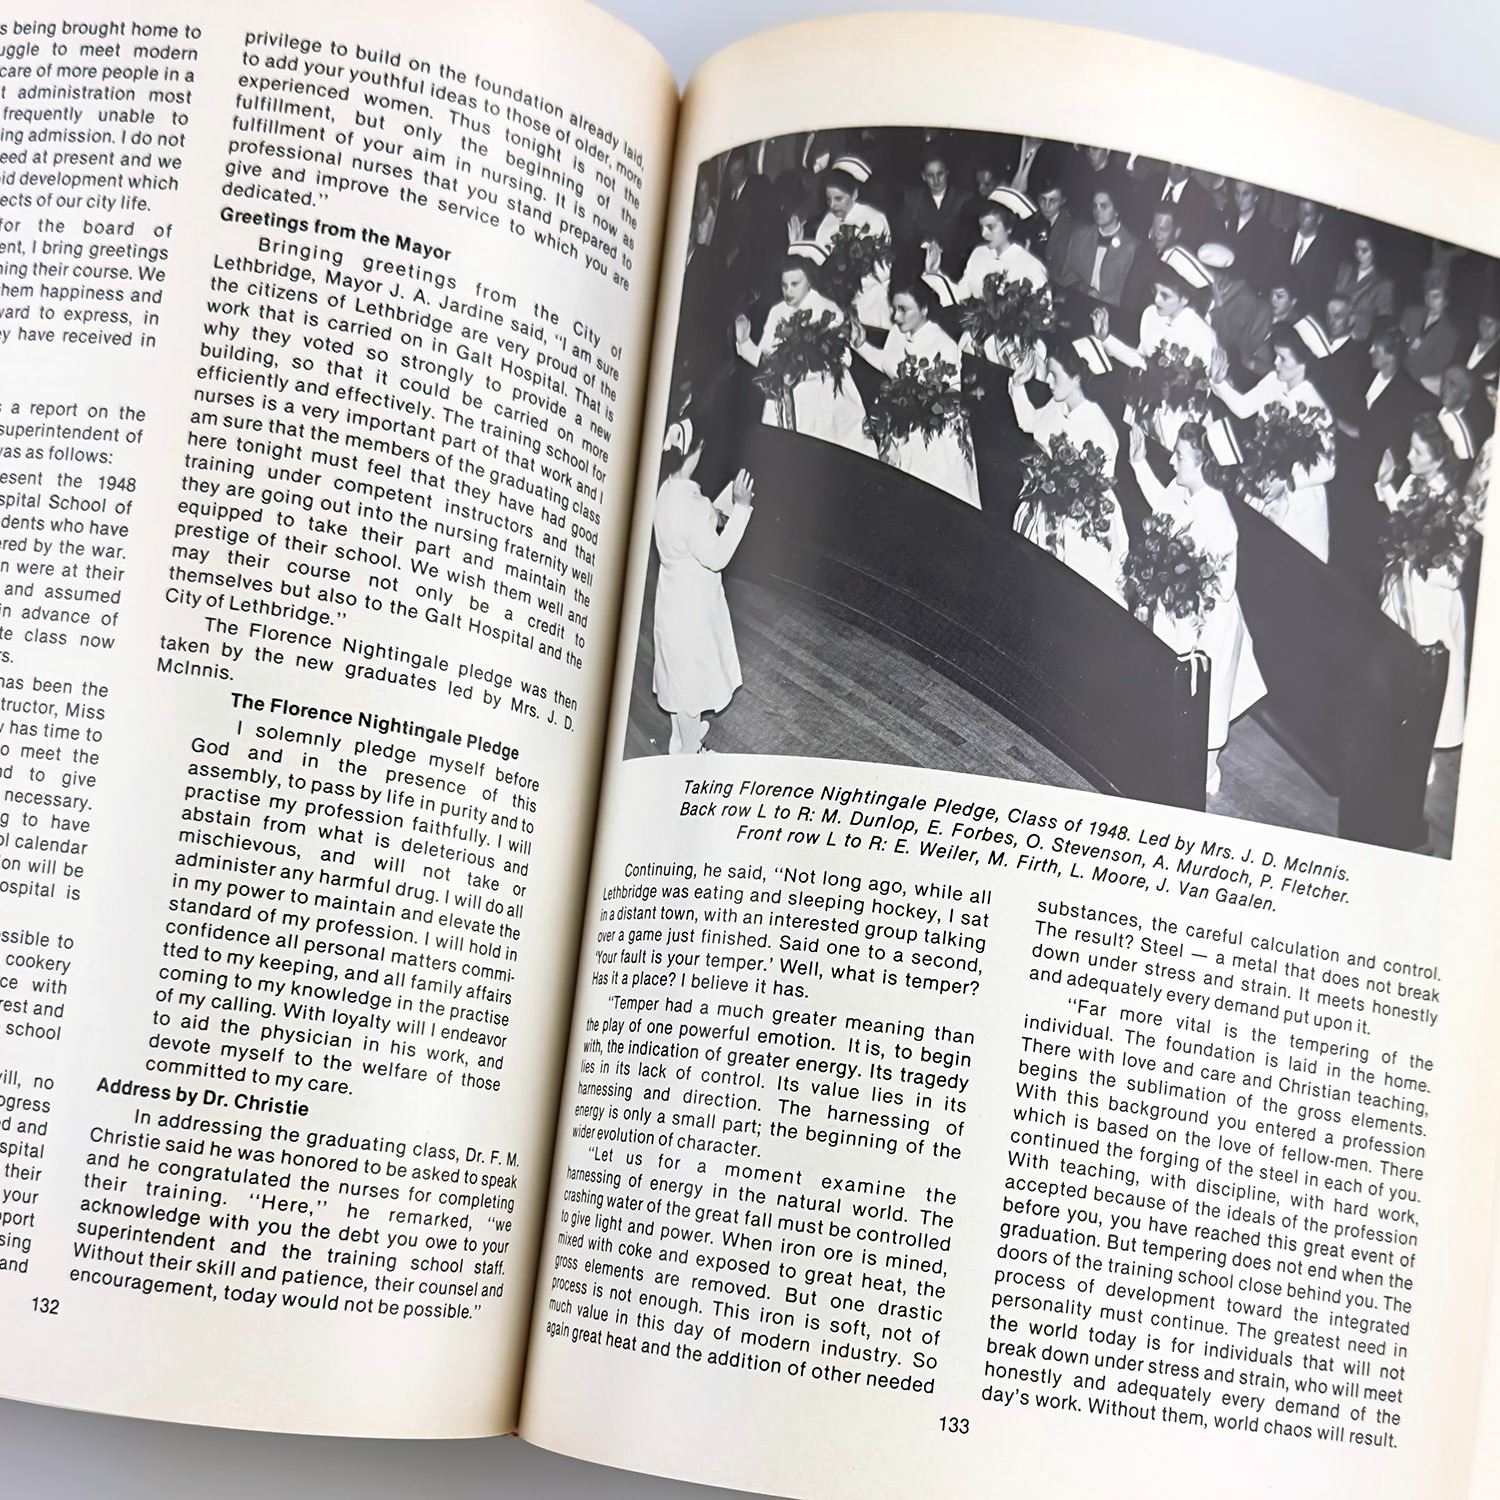 s being brought home to
uggle to meet modern
care of more people in a
t administration most
frequently unable to
ing admission. I do not
eed at present and we
id development which
ects of our city life.
for the board of
ent, I bring greetings
ning their course. We
hem happiness and
ward to express, in
ey have received in
s a report on the
superintendent of
was as follows:
esent the 1948
spital School of
dents who have
ered by the war.
n were at their
and assumed
in advance of
te class now
rs.
has been the
tructor, Miss
y has time to
o meet the
nd to give
necessary.
g to have
ol calendar
ion will be
ospital is
ssible to
cookery
ce with
rest and
school
vill, no
ogress
d and
spital
their
your
pport
sing
and
132
privilege to build on the foundation already laid,
to add your youthful ideas to those of older, more
experienced women. Thus tonight is not the
fulfillment, but only the beginning of the
fulfillment of your aim in nursing. It is now as
professional nurses that you stand prepared to
give and improve the service to which you are
dedicated.”
Greetings from the Mayor
Bringing greetings from the City of
Lethbridge, Mayor J. A. Jardine said, “I am sure
the citizens of Lethbridge are very proud of the
work that is carried on in Galt Hospital. That is
why they voted so strongly to provide a new
building, so that it could be carried on more
efficiently and effectively. The training school for
nurses is a very important part of that work and I
am sure that the members of the graduating class
here tonight must feel that they have had good
training under competent instructors and that
they are going out into the nursing fraternity well
equipped to take their part and maintain the
prestige of their school. We wish them well and
may their course not only be a credit to
themselves but also to the Galt Hospital and the
City of Lethbridge.”
The Florence Nightingale pledge was then
taken by the new graduates led by Mrs. J. D.
McInnis.
The Florence Nightingale Pledge
I solemnly pledge myself before
God and in the presence of this
assembly, to pass by life in purity and to
practise my profession faithfully. I will
abstain from what is deleterious and
mischievous, and will not take or
administer any harmful drug. I will do all
in my power to maintain and elevate the
standard of my profession. I will hold in
confidence all personal matters commi-
tted to my keeping, and all family affairs
coming to my knowledge in the practise
of my calling. With loyalty will I endeavor
to aid the physician in his work, and
devote myself to the welfare of those
committed to my care.
Address by Dr. Christie
In addressing the graduating class, Dr. F. M.
Christie said he was honored to be asked to speak
and he congratulated the nurses for completing
their training. “Here,” he remarked, “we
acknowledge with you the debt you owe to your
superintendent and the training school staff.
Without their skill and patience, their counsel and
encouragement, today would not be possible.”
Taking Florence Nightingale Pledge, Class of 1948. Led by Mrs. J. D. McInnis.
Back row L to R: M. Dunlop, E. Forbes, O. Stevenson, A. Murdoch, P. Fletcher.
Front row L to R: E. Weiler, M. Firth, L. Moore, J. Van Gaalen.
Continuing, he said, “Not long ago, while all
Lethbridge was eating and sleeping hockey, I sat
in a distant town, with an interested group talking
over a game just finished. Said one to a second,
‘Your fault is your temper.’ Well, what is temper?
Has it a place? I believe it has.
“Temper had a much greater meaning than
the play of one powerful emotion. It is, to begin
with, the indication of greater energy. Its tragedy
lies in its lack of control. Its value lies in its
harnessing and direction. The harnessing of
energy is only a small part; the beginning of the
wider evolution of character.
“Let us for a moment examine the
harnessing of energy in the natural world. The
crashing water of the great fall must be controlled
to give light and power. When iron ore is mined,
mixed with coke and exposed to great heat, the
gross elements are removed. But one drastic
process is not enough. This iron is soft, not of
much value in this day of modern industry. So
again great heat and the addition of other needed
substances, the careful calculation and control.
The result? Steel — a metal that does not break
down under stress and strain. It meets honestly
and adequately every demand put upon it.
“Far more vital is the tempering of the
individual. The foundation is laid in the home.
There with love and care and Christian teaching,
begins the sublimation of the gross elements.
With this background you entered a profession
which is based on the love of fellow-men. There
continued the forging of the steel in each of you.
With teaching, with discipline, with hard work,
accepted because of the ideals of the profession
before you, you have reached this great event of
graduation. But tempering does not end when the
doors of the training school close behind you. The
process of development toward the integrated
personality must continue. The greatest need in
the world today is for individuals that will not
break down under stress and strain, who will meet
honestly and adequately every demand of the
day’s work. Without them, world chaos will result.
133